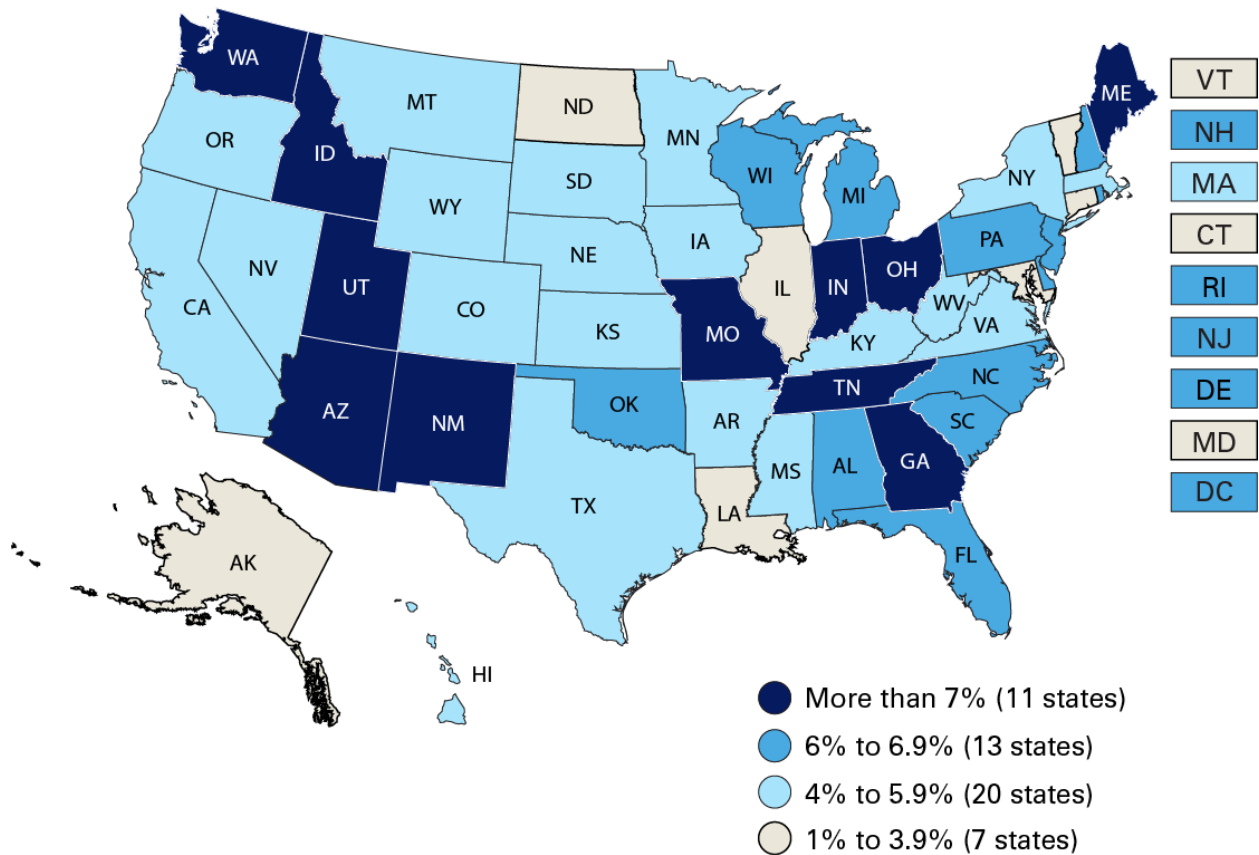 WA
MT
ND
MN
ME
VT
OR
ID
SD
WI
MI
NY
NH
WY
MA
NV
UT
NE
IA
PA
CT
CA
CO
KS
IL
IN
OH
WV
VA
RI
MO
KY
NJ
AZ
NM
OK
AR
TN
NC
DE
SC
MD
TX
MS
AL
GA
DC
LA
FL
AK
HI
More than 7% (11 states)
6% to 6.9% (13 states)
4% to 5.9% (20 states)
1% to 3.9% (7 states)